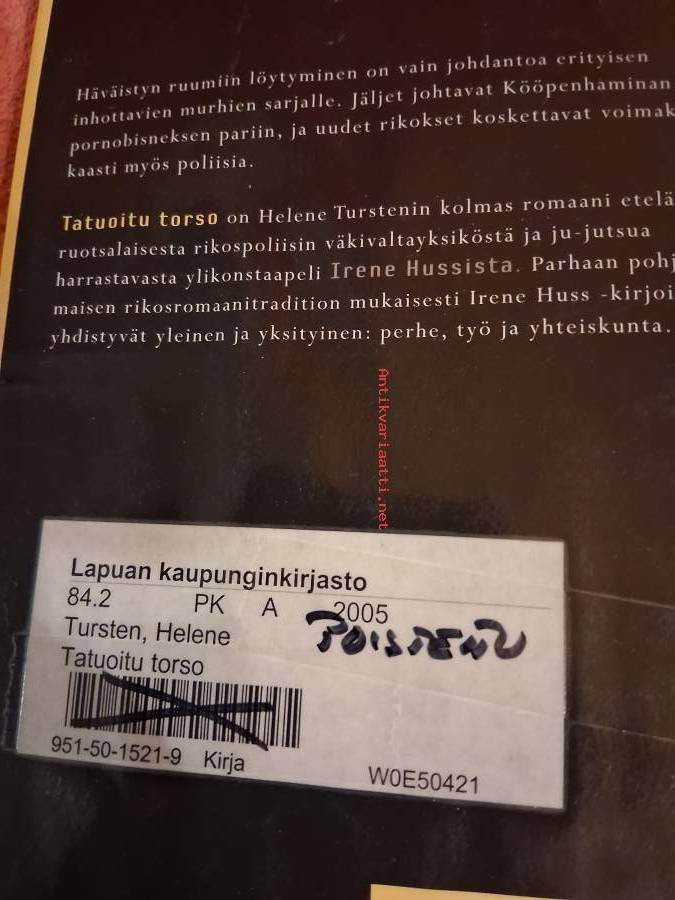 Häväistyn ruumiin löytyminen on vain johdantoa erityisen
inhottavien murhien sarjalle. Jäljet johtavat Kööpenhaminan
pornobisneksen pariin, ja uudet rikokset koskettavat voimak
kaasti myös poliisia.
Tatuoitu torso on Helene Turstenin kolmas romaani etelä
ruotsalaisesta rikospoliisin väkivaltayksiköstä ja ju-jutsua
harrastavasta ylikonstaapeli Irene Hussista. Parhaan pohj
maisen rikosromaanitradition mukaisesti Irene Huss -kirjoi
yhdistyvät yleinen ja yksityinen: perhe, työ ja yhteiskunta.
Antikvariaatti.net
Lapuan kaupunginkirjasto
84.2 PK A 2005
POISTETTU
Tursten, Helene
Tatuoitu torso
951-50-1521-9 Kirja
W0E50421